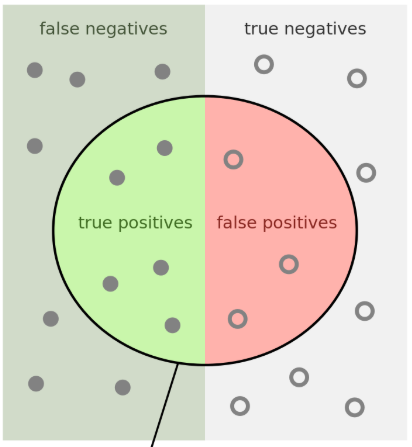 false negatives
true negatives
true positives
false positives